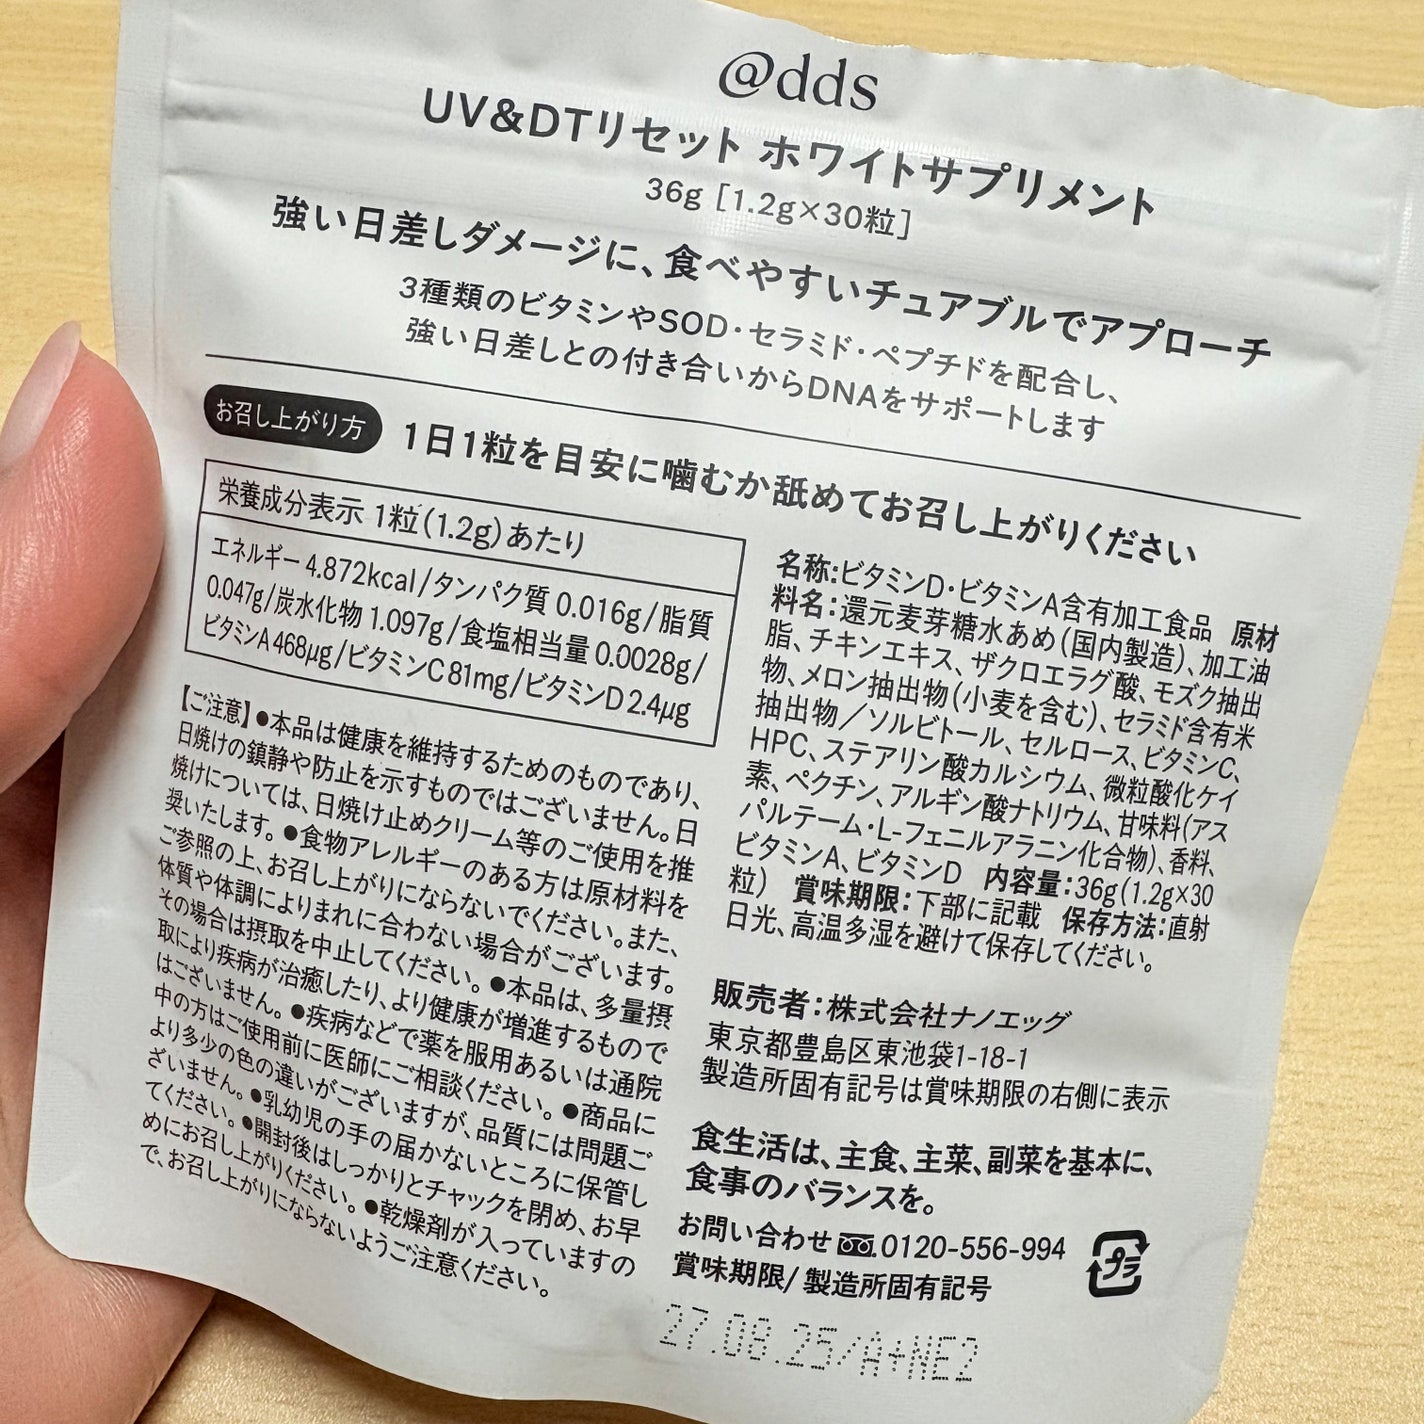 @dds
UV&DTリセット ホワイトサプリメント
36g [1.2g×30粒]
強い日差しダメージに、食べやすいチュアブルでアプローチ
3種類のビタミンやSOD・セラミド・ペプチドを配合し、
強い日差しとの付き合いからDNAをサポートします
お召し上がり方
1日1粒を目安に噛むか舐めてお召し上がりください
栄養成分表示 1粒(1.2g)あたり
エネルギー 4.872kcal/タンパク質 0.016g/脂質
0.047g/炭水化物 1.097g/食塩相当量 0.0028g/
ビタミンA 468μg/ビタミンC 81mg/ビタミンD 2.4μg
【ご注意】●本品は健康を維持するためのものであり、
日焼けの鎮静や防止を示すものではございません。日
焼けについては、日焼け止めクリーム等のご使用を推
奨いたします。●食物アレルギーのある方は原材料を
ご参照の上、お召し上がりにならないでください。また、
体質や体調によりまれに合わない場合がございます。
その場合は摂取を中止してください。●本品は、多量摂
取により疾病が治癒したり、より健康が増進するもので
はございません。●疾病などで薬を服用あるいは通院
中の方はご使用前に医師にご相談ください。●商品に
より多少の色の違いがございますが、品質には問題ご
ざいません。●乳幼児の手の届かないところに保管し
てください。●開封後はしっかりとチャックを閉め、お早
めにお召し上がりください。●乾燥剤が入っていますの
で、お召し上がりにならないようご注意ください。
名称:ビタミンD・ビタミンA含有加工食品 原材
料名:還元麦芽糖水あめ(国内製造)、加工油
脂、チキンエキス、ザクロエラグ酸、モズク抽出
物、メロン抽出物(小麦を含む)、セラミド含有米
抽出物/ソルビトール、セルロース、ビタミンC、
HPC、ステアリン酸カルシウム、微粒酸化ケイ
素、ペクチン、アルギン酸ナトリウム、甘味料(アス
パルテーム・L-フェニルアラニン化合物)、香料、
ビタミンA、ビタミンD 内容量:36g(1.2g×30
粒) 賞味期限:下部に記載 保存方法:直射
日光、高温多湿を避けて保存してください。
販売者:株式会社ナノエッグ
東京都豊島区東池袋1-18-1
製造所固有記号は賞味期限の右側に表示
食生活は、主食、主菜、副菜を基本に、
食事のバランスを。
お問い合わせ 0120-556-994
賞味期限/製造所固有記号
プラ
27.08.25/A+NE2